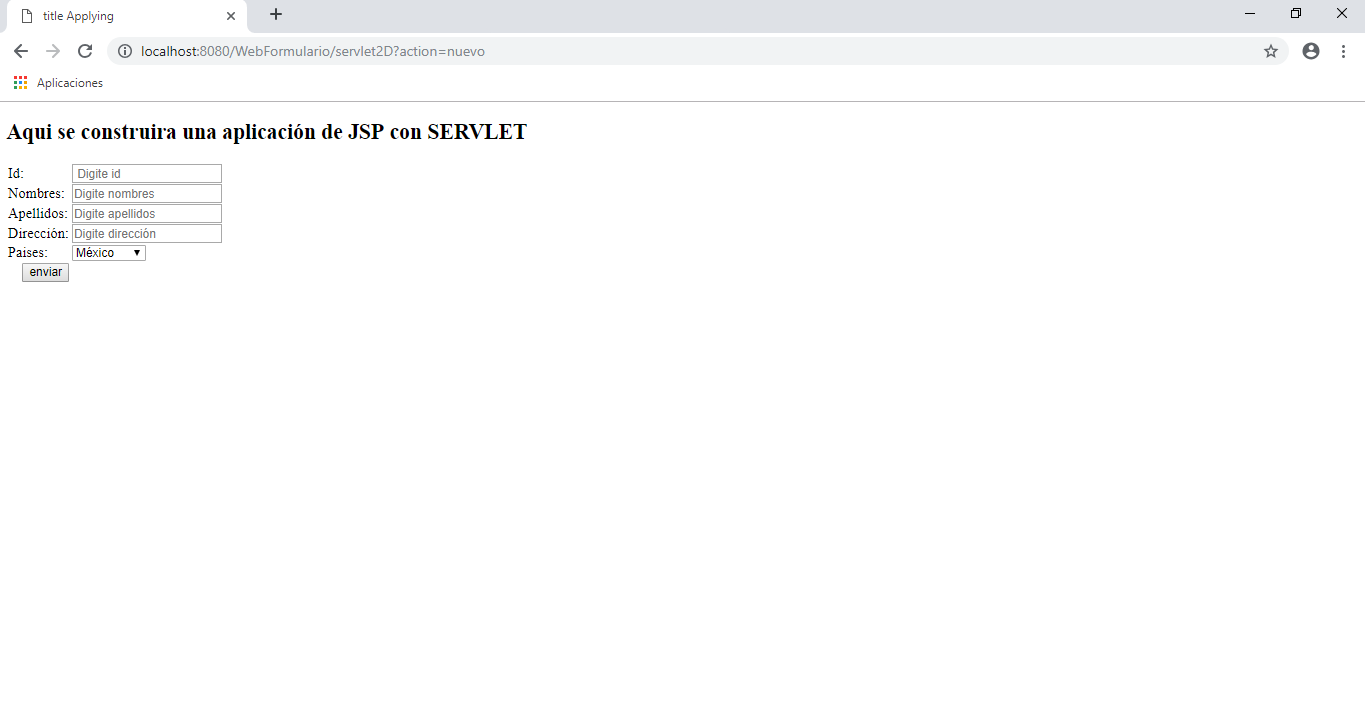 title Applying
localhost:8080/WebFormulario/servlet2D?action=nuevo
Aplicaciones
Aqui se construira una aplicación de JSP con SERVLET
Id: Digite id
Nombres: Digite nombres
Apellidos: Digite apellidos
Dirección: Digite dirección
Paises: México
enviar